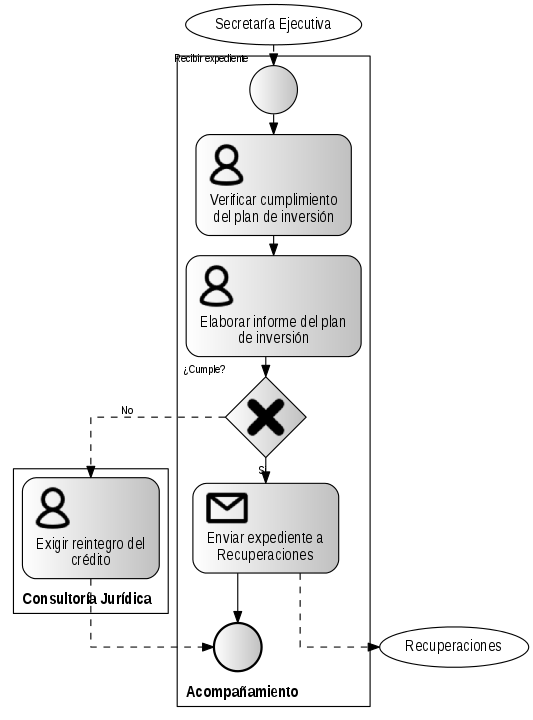 Secretaría Ejecutiva
Recibir expediente
Verificar cumplimiento
del plan de inversión
Elaborar informe del plan
de inversión
¿Cumple?
No
Exigir reintegro del
crédito
Consultoría Jurídica
Enviar expediente a
Recuperaciones
Recuperaciones
Acompañamiento